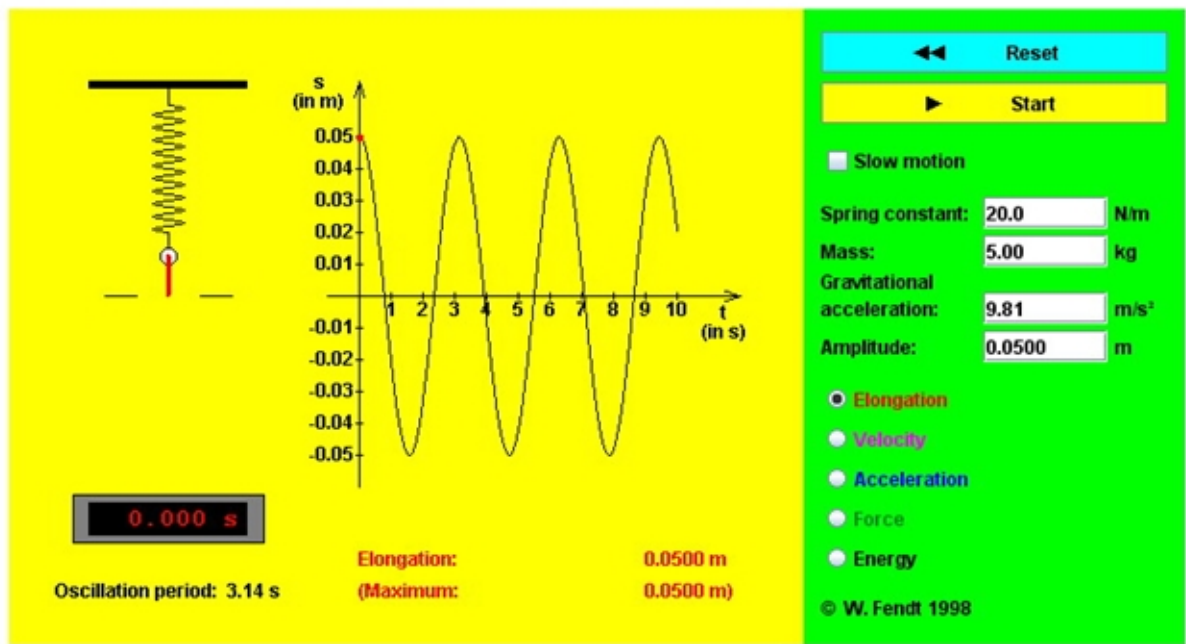 s
(in m)
0.05
0.04
0.03
0.02
0.01
-0.01
-0.02
-0.03
-0.04
-0.05
1 2 3 4 5 6 7 8 9 10
t
(in s)
0.000 s
Oscillation period: 3.14 s
Elongation: 0.0500 m
(Maximum: 0.0500 m)
Reset
Start
Slow motion
Spring constant: 20.0 N/m
Mass: 5.00 kg
Gravitational
acceleration: 9.81 m/s²
Amplitude: 0.0500 m
Elongation
Velocity
Acceleration
Force
Energy
© W. Fendt 1998